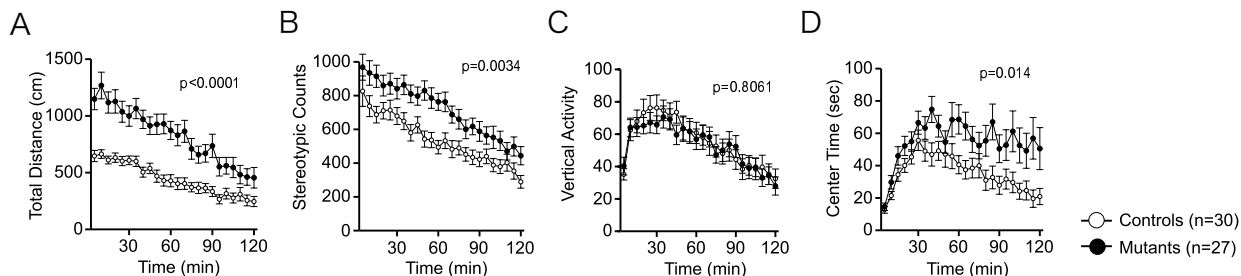 A
Total Distance (cm)
1500
1000
500
0
p<0.0001
30 60 90 120
Time (min)
B
Stereotypic Counts
1000
800
600
400
200
0
p=0.0034
30 60 90 120
Time (min)
C
Vertical Activity
100
80
60
40
20
0
p=0.8061
30 60 90 120
Time (min)
D
Center Time (sec)
100
80
60
40
20
0
p=0.014
30 60 90 120
Time (min)
Controls (n=30)
Mutants (n=27)